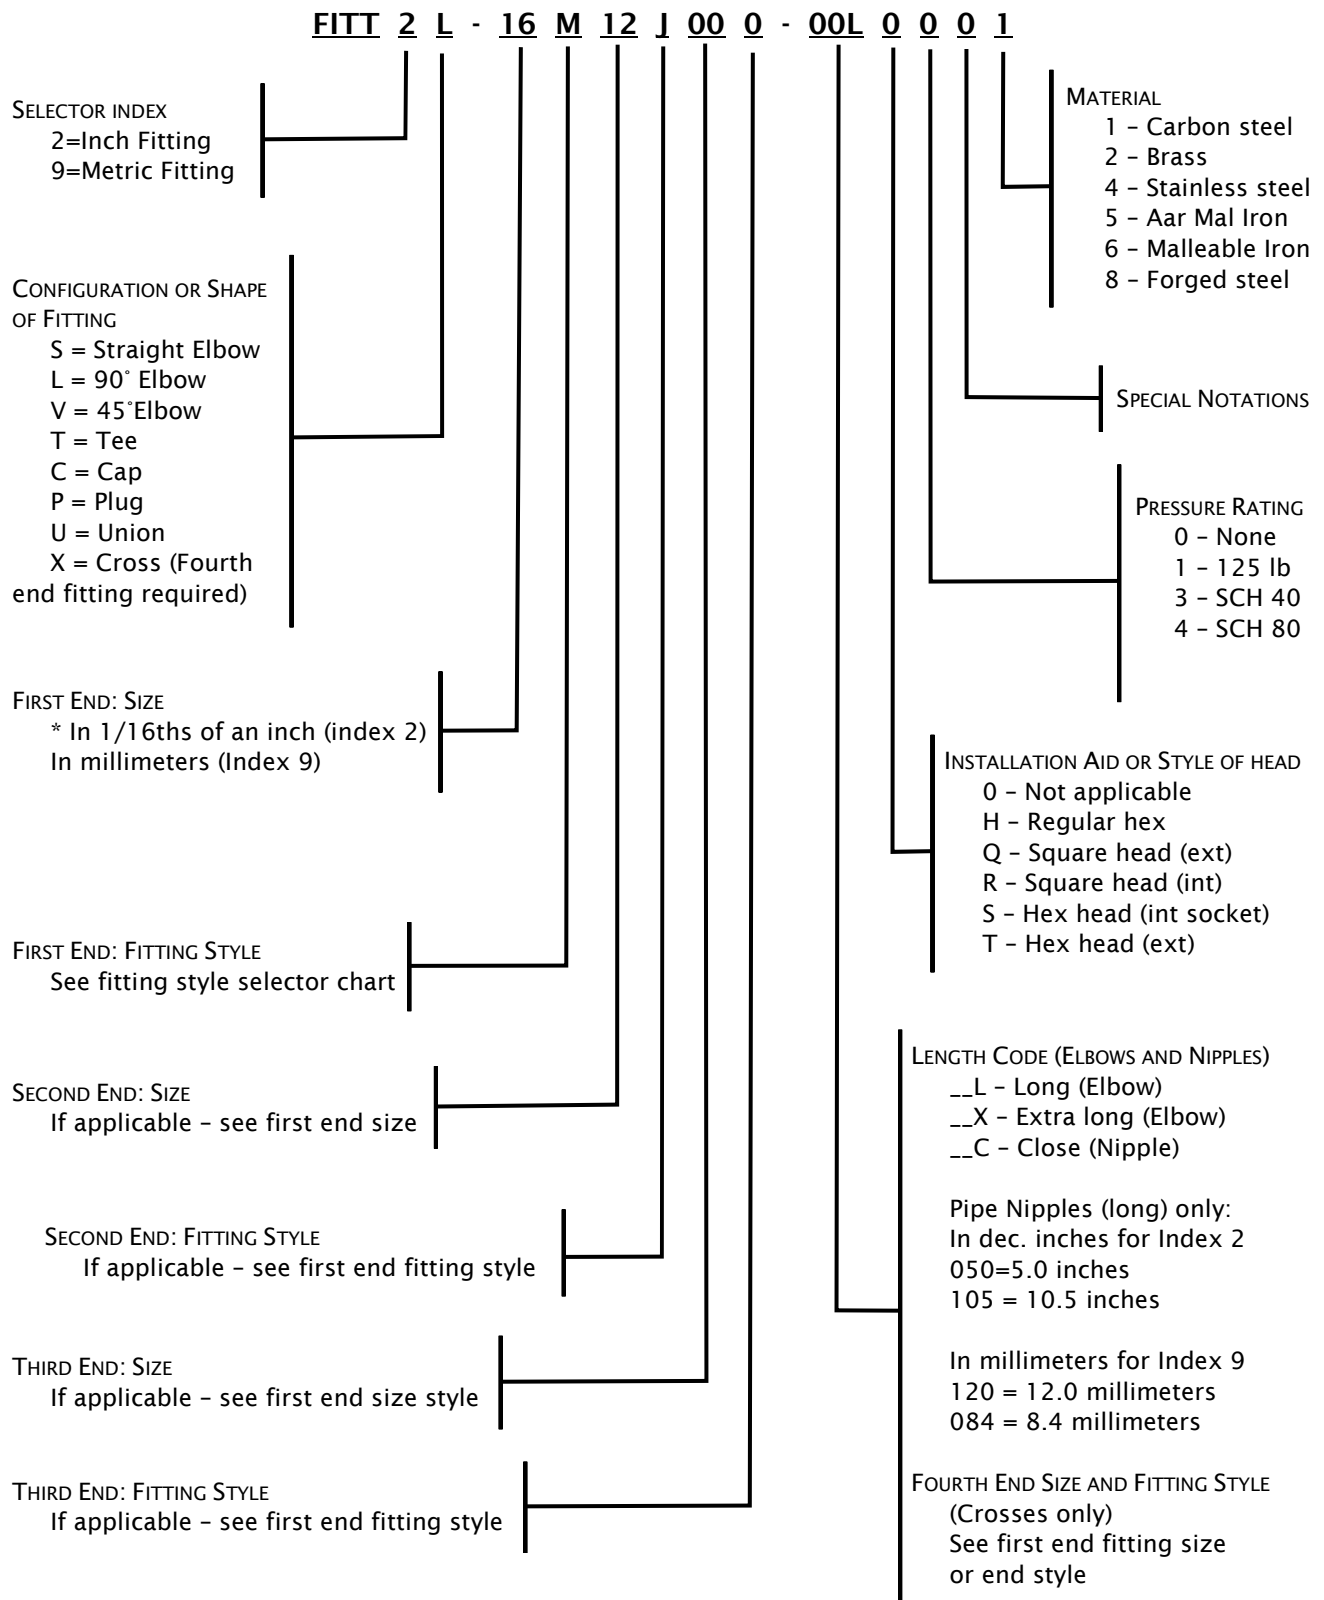 FITT 2 L - 16 M 12 J 00 0 - 00L 0 0 0 1
SELECTOR INDEX
2=Inch Fitting
9=Metric Fitting
CONFIGURATION OR SHAPE
OF FITTING
S = Straight Elbow
L = 90° Elbow
V = 45°Elbow
T = Tee
C = Cap
P = Plug
U = Union
X = Cross (Fourth
end fitting required)
FIRST END: SIZE
* In 1/16ths of an inch (index 2)
In millimeters (Index 9)
FIRST END: FITTING STYLE
See fitting style selector chart
SECOND END: SIZE
If applicable – see first end size
SECOND END: FITTING STYLE
If applicable – see first end fitting style
THIRD END: SIZE
If applicable – see first end size style
THIRD END: FITTING STYLE
If applicable – see first end fitting style
MATERIAL
1 – Carbon steel
2 – Brass
4 – Stainless steel
5 – Aar Mal Iron
6 – Malleable Iron
8 – Forged steel
SPECIAL NOTATIONS
PRESSURE RATING
0 – None
1 – 125 lb
3 – SCH 40
4 – SCH 80
INSTALLATION AID OR STYLE OF HEAD
0 – Not applicable
H – Regular hex
Q – Square head (ext)
R – Square head (int)
S – Hex head (int socket)
T – Hex head (ext)
LENGTH CODE (ELBOWS AND NIPPLES)
__L – Long (Elbow)
__X – Extra long (Elbow)
__C – Close (Nipple)
Pipe Nipples (long) only:
In dec. inches for Index 2
050=5.0 inches
105 = 10.5 inches
In millimeters for Index 9
120 = 12.0 millimeters
084 = 8.4 millimeters
FOURTH END SIZE AND FITTING STYLE
(Crosses only)
See first end fitting size
or end style